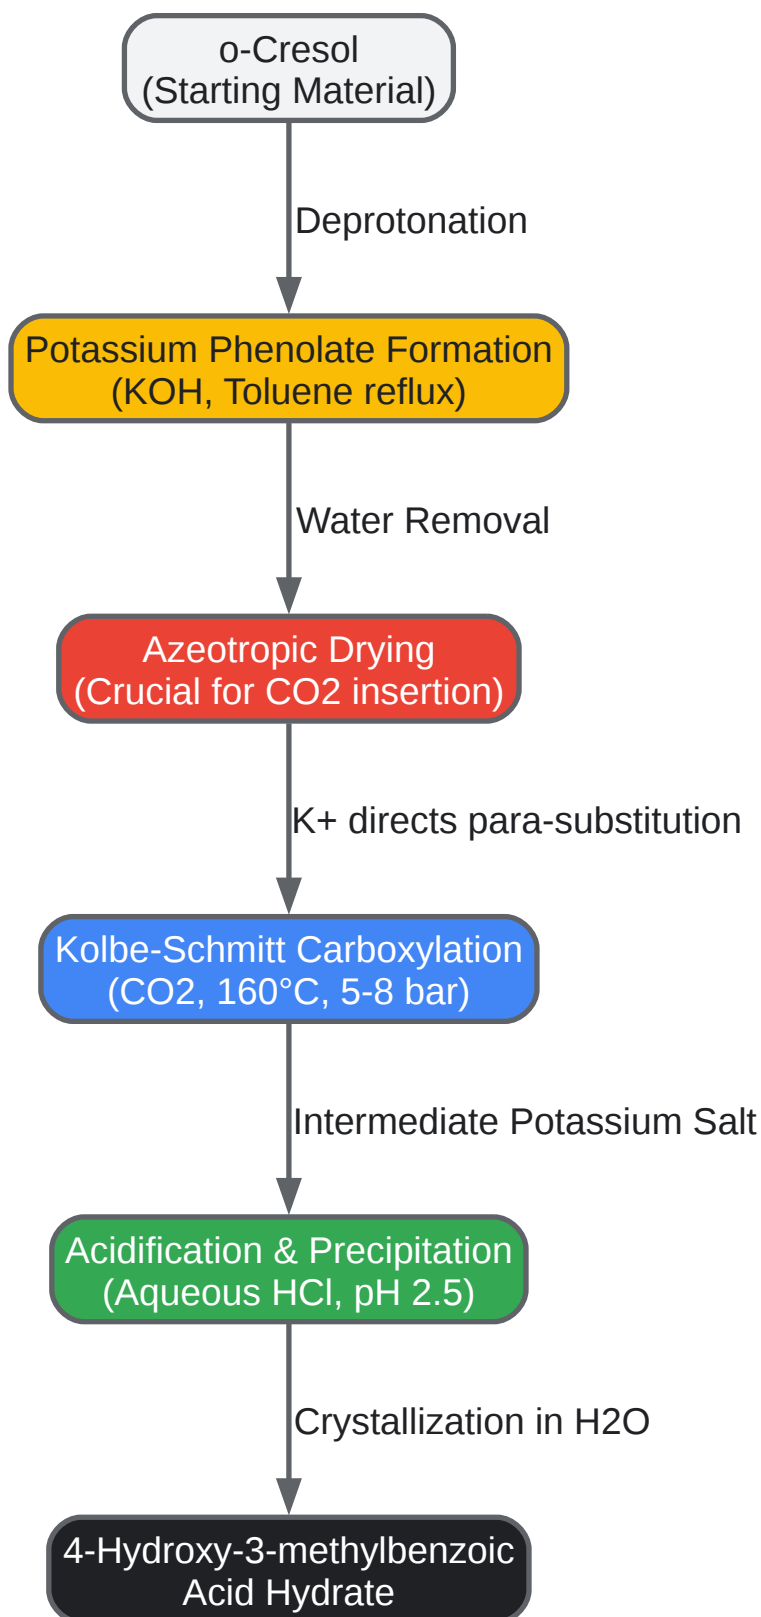 o-Cresol
(Starting Material)
Deprotonation
Potassium Phenolate Formation
(KOH, Toluene reflux)
Water Removal
Azeotropic Drying
(Crucial for CO2 insertion)
K+ directs para-substitution
Kolbe-Schmitt Carboxylation
(CO2, 160°C, 5-8 bar)
Intermediate Potassium Salt
Acidification & Precipitation
(Aqueous HCl, pH 2.5)
Crystallization in H2O
4-Hydroxy-3-methylbenzoic
Acid Hydrate